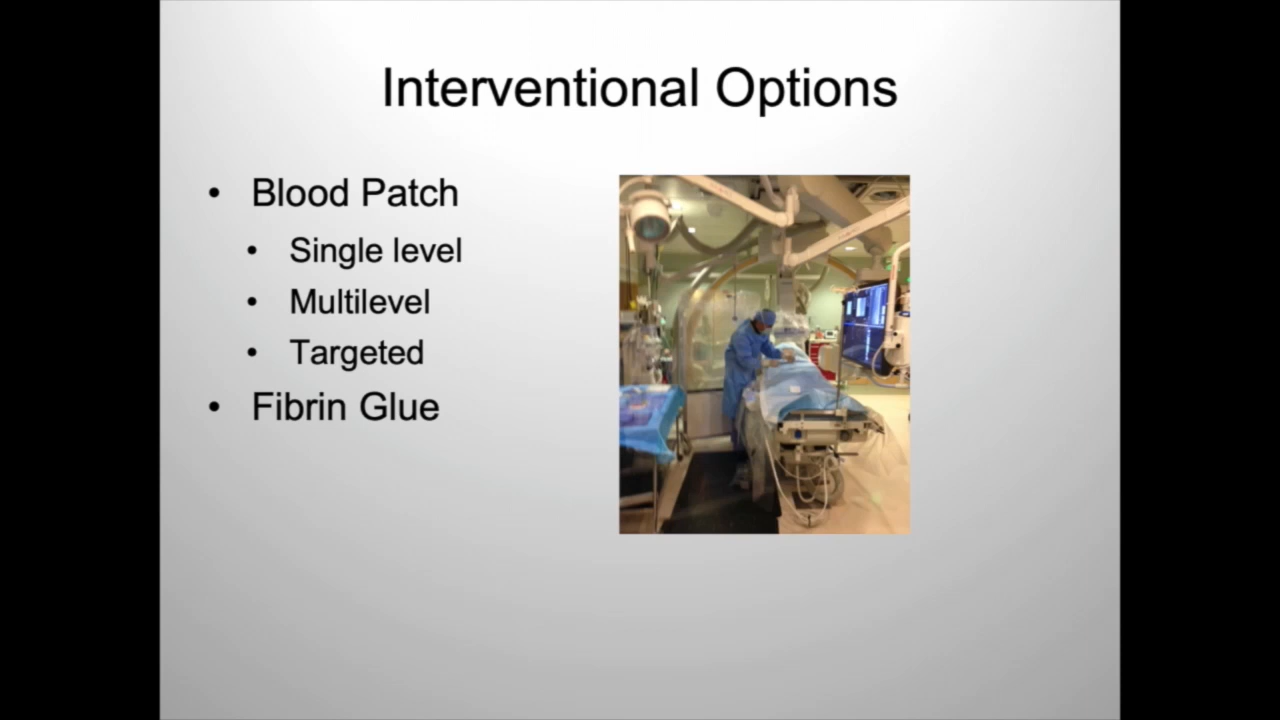 Interventional Options
• Blood Patch
• Single level
• Multilevel
• Targeted
• Fibrin Glue